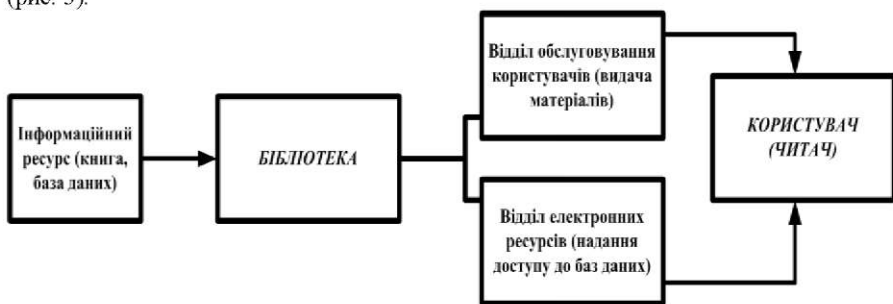 (рис. 3).
Інформаційний
ресурс (книга,
база даних)
БІБЛІОТЕКА
Відділ обслуговування
користувачів (видача
матеріалів)
Відділ електронних
ресурсів (надання
доступу до баз даних)
КОРИСТУВАЧ
(ЧИТАЧ)